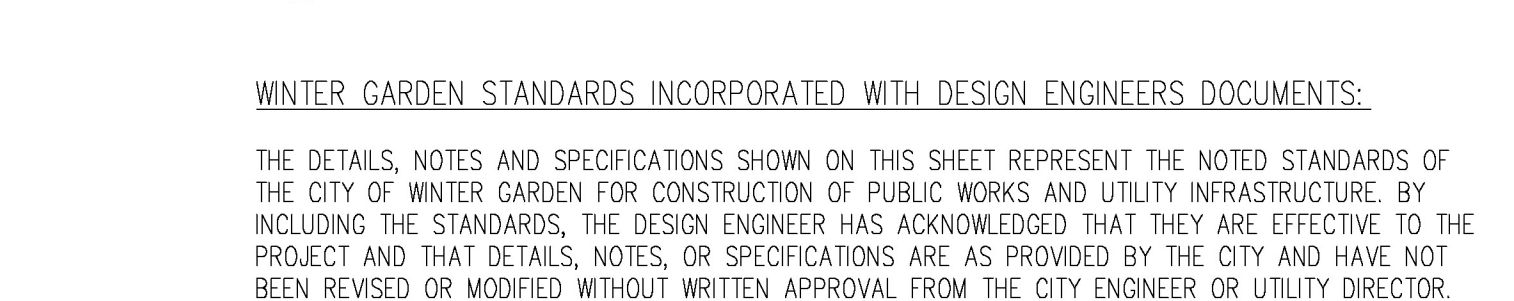 WINTER GARDEN STANDARDS INCORPORATED WITH DESIGN ENGINEERS DOCUMENTS:
THE DETAILS, NOTES AND SPECIFICATIONS SHOWN ON THIS SHEET REPRESENT THE NOTED STANDARDS OF
THE CITY OF WINTER GARDEN FOR CONSTRUCTION OF PUBLIC WORKS AND UTILITY INFRASTRUCTURE. BY
INCLUDING THE STANDARDS, THE DESIGN ENGINEER HAS ACKNOWLEDGED THAT THEY ARE EFFECTIVE TO THE
PROJECT AND THAT DETAILS, NOTES, OR SPECIFICATIONS ARE AS PROVIDED BY THE CITY AND HAVE NOT
BEEN REVISED OR MODIFIED WITHOUT WRITTEN APPROVAL FROM THE CITY ENGINEER OR UTILITY DIRECTOR.